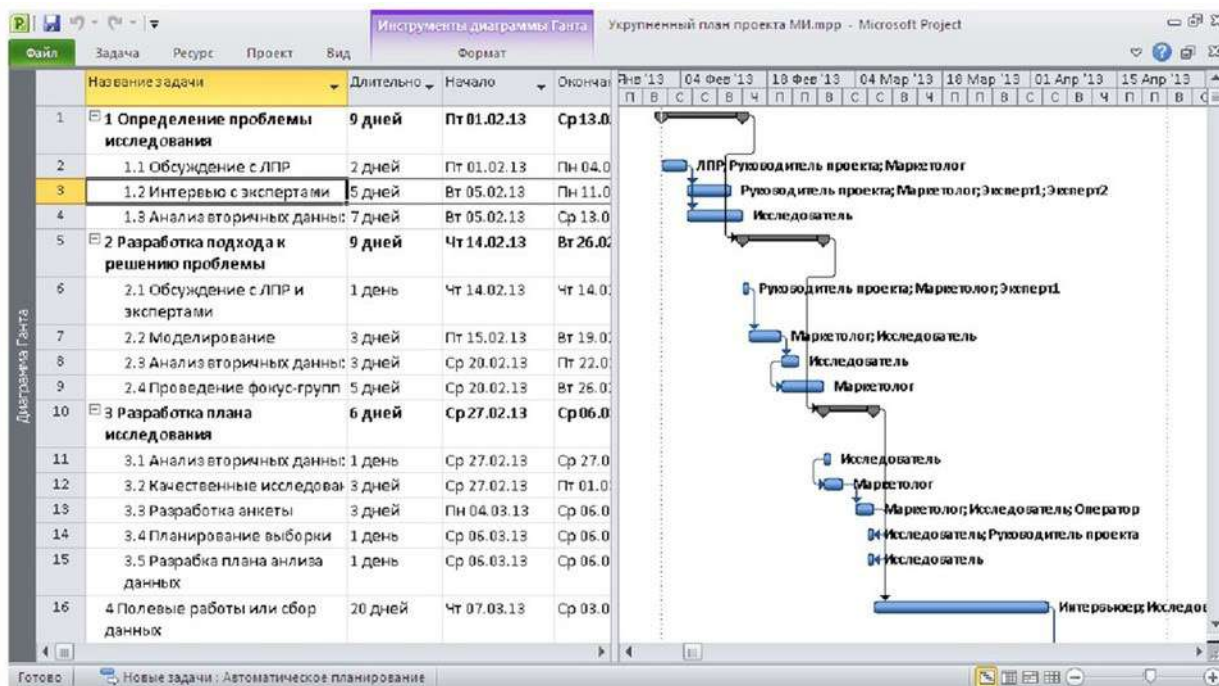 Инструменты диаграммы Ганта
Укрупненный план проекта МИ.mpp - Microsoft Project
Файл Задача Ресурс Проект Вид Формат
Название задачи Длительно Начало Оконча
Янв '13 04 Фев '13 18 Фев '13 04 Мар '13 18 Мар '13 01 Апр '13 15 Апр '13
П В С С В Ч П П В С С В Ч П П В С С В Ч П П В С
1 1 Определение проблемы 9 дней Пт 01.02.13 Ср 13.0
исследования
2 1.1 Обсуждение с ЛПР 2 дней Пт 01.02.13 Пн 04.0 ЛПР; Руководитель проекта; Маркетолог
3 1.2 Интервью с экспертами 5 дней Вт 05.02.13 Пн 11.0 Руководитель проекта; Маркетолог; Эксперт1; Эксперт2
4 1.3 Анализ вторичных данны 7 дней Вт 05.02.13 Ср 13.0 Исследователь
5 2 Разработка подхода к 9 дней Чт 14.02.13 Вт 26.02
решению проблемы
6 2.1 Обсуждение с ЛПР и 1 день Чт 14.02.13 Чт 14.0 Руководитель проекта; Маркетолог; Эксперт1
экспертами
7 2.2 Моделирование 3 дней Пт 15.02.13 Вт 19.0 Маркетолог; Исследователь
8 2.3 Анализ вторичных данны 3 дней Ср 20.02.13 Пт 22.0 Исследователь
9 2.4 Проведение фокус-групп 5 дней Ср 20.02.13 Вт 26.0 Маркетолог
10 3 Разработка плана 6 дней Ср 27.02.13 Ср 06.0
исследования
11 3.1 Анализ вторичных данны 1 день Ср 27.02.13 Ср 27.0 Исследователь
12 3.2 Качественные исследован 3 дней Ср 27.02.13 Пт 01.0 Маркетолог
13 3.3 Разработка анкеты 3 дней Пн 04.03.13 Ср 06.0 Маркетолог; Исследователь; Оператор
14 3.4 Планирование выборки 1 день Ср 06.03.13 Ср 06.0 Исследователь; Руководитель проекта
15 3.5 Разрабка плана анлиза 1 день Ср 06.03.13 Ср 06.0 Исследователь
данных
16 4 Полевые работы или сбор 20 дней Чт 07.03.13 Ср 03.0 Интервьюер; Исследов
данных
Диаграмма Ганта
Готово Новые задачи : Автоматическое планирование